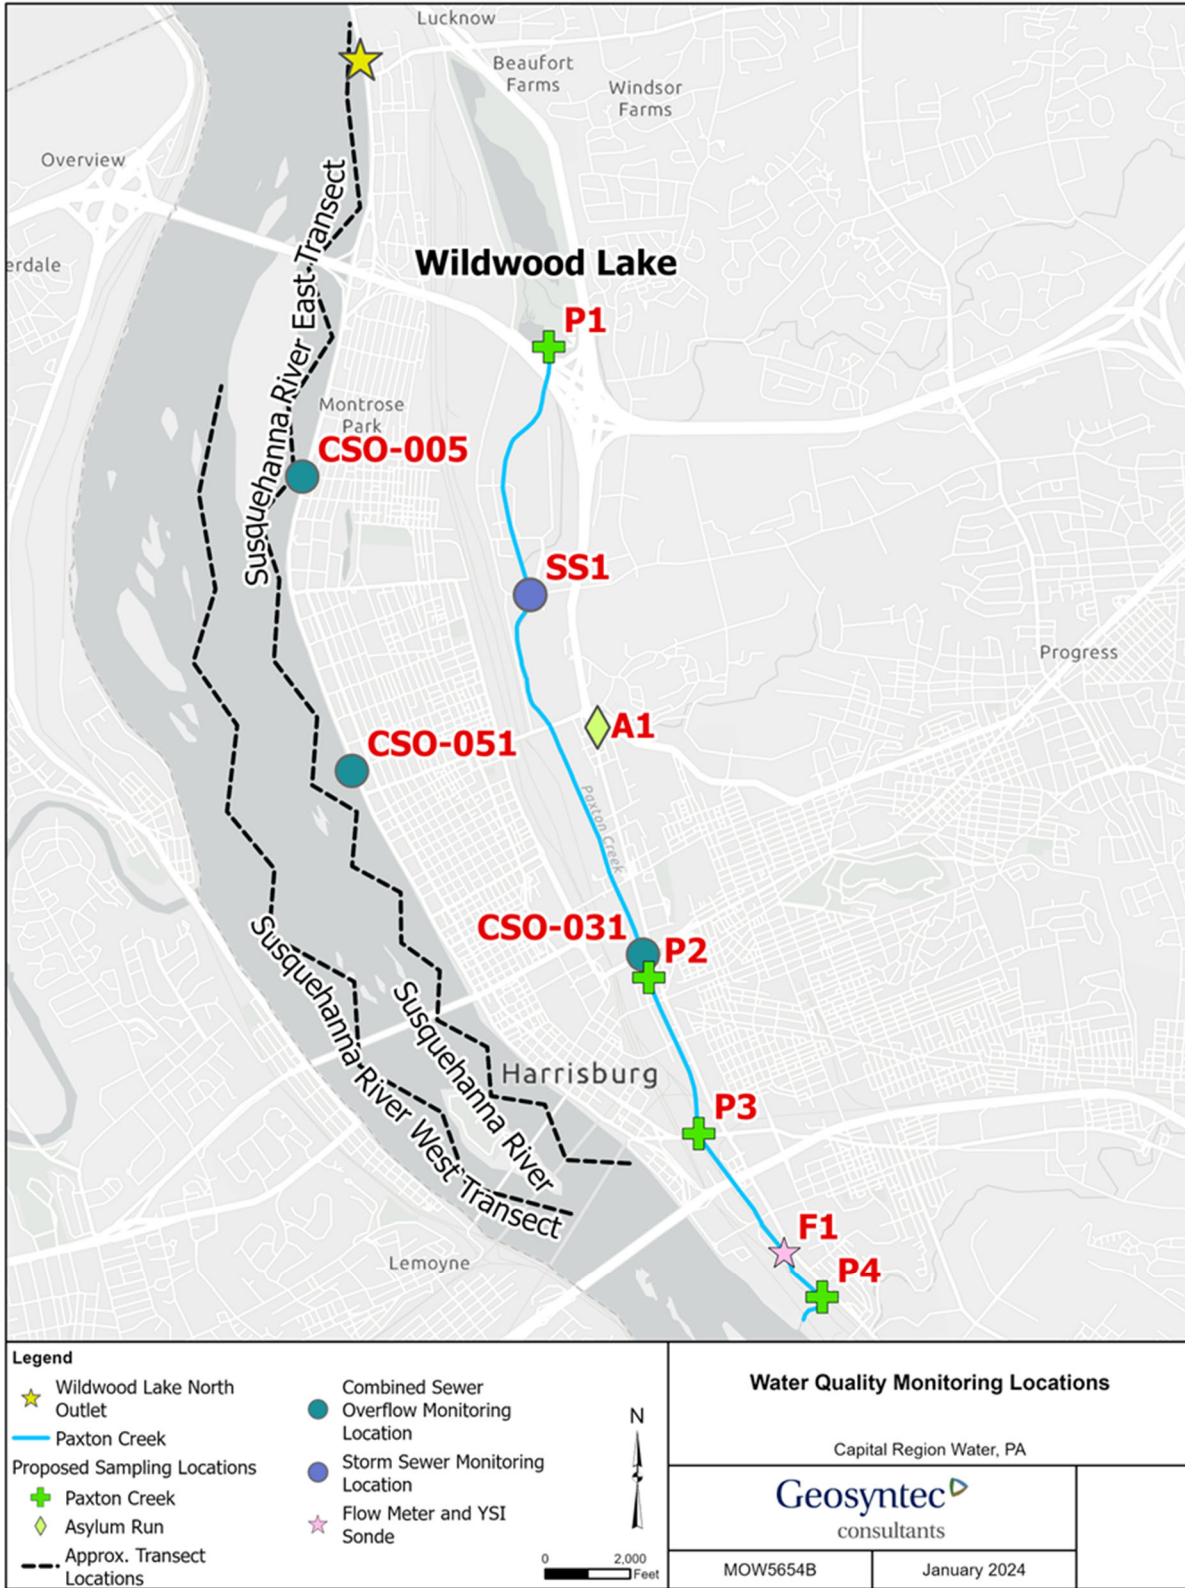 Lucknow
Beaufort
Farms
Windsor
Farms
Overview
erdale
Susquehanna River East Transect
Wildwood Lake
P1
Montrose
Park
CSO-005
SS1
Progress
A1
CSO-051
Paxton Creek
CSO-031
P2
Susquehanna River West Transect
Susquehanna River
Harrisburg
P3
F1
P4
Lemoyne
Legend
Wildwood Lake North
Outlet
Paxton Creek
Proposed Sampling Locations
Paxton Creek
Asylum Run
Approx. Transect
Locations
Combined Sewer
Overflow Monitoring
Location
Storm Sewer Monitoring
Location
Flow Meter and YSI
Sonde
N
0 2,000
Feet
Water Quality Monitoring Locations
Capital Region Water, PA
Geosyntec
consultants
MOW5654B
January 2024